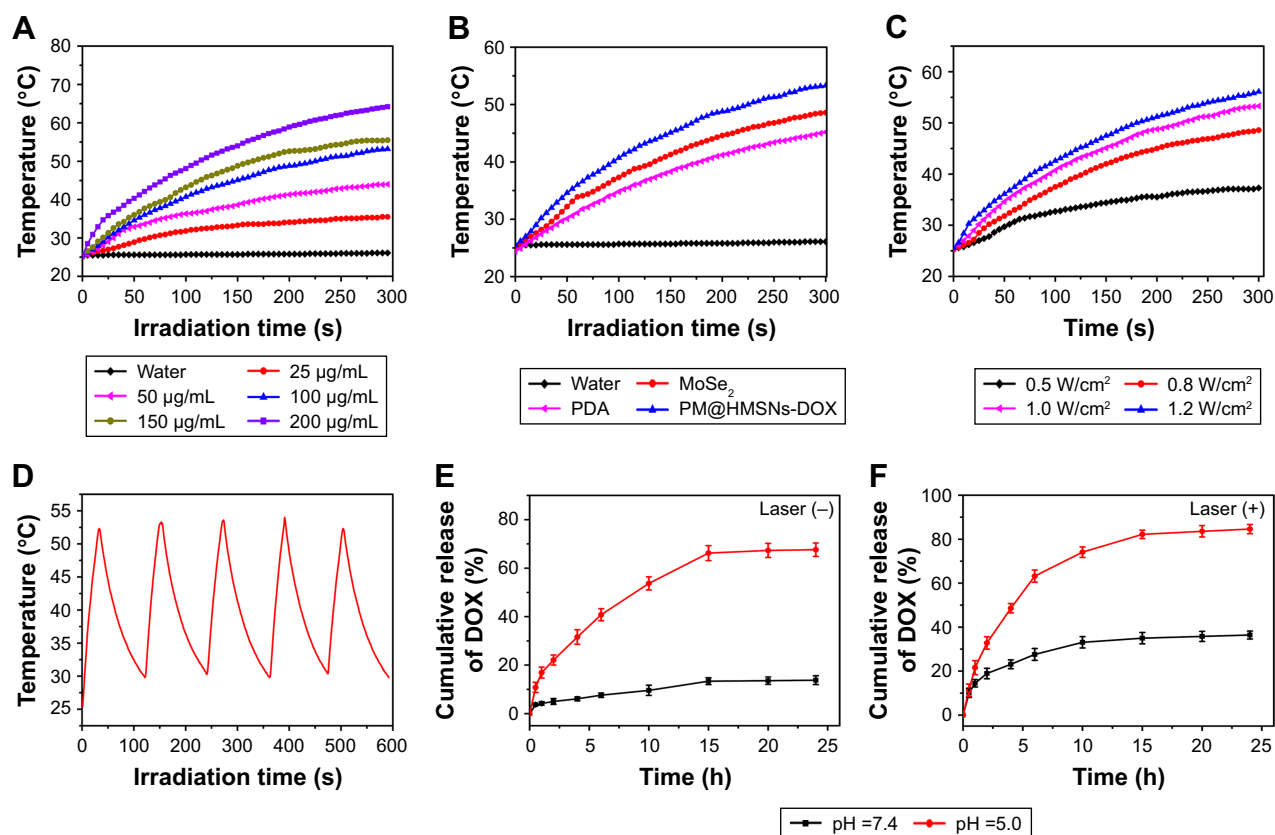 A
Temperature (°C)
80
70
60
50
40
30
20
0 50 100 150 200 250 300
Irradiation time (s)
Water
25 µg/mL
50 µg/mL
100 µg/mL
150 µg/mL
200 µg/mL
B
Temperature (°C)
60
50
40
30
20
0 50 100 150 200 250 300
Irradiation time (s)
Water
MoSe₂
PDA
PM@HMSNs-DOX
C
Temperature (°C)
60
50
40
30
20
0 50 100 150 200 250 300
Time (s)
0.5 W/cm²
0.8 W/cm²
1.0 W/cm²
1.2 W/cm²
D
Temperature (°C)
55
50
45
40
35
30
25
0 100 200 300 400 500 600
Irradiation time (s)
E
Laser (–)
Cumulative release
of DOX (%)
80
60
40
20
0
0 5 10 15 20 25
Time (h)
F
Laser (+)
Cumulative release
of DOX (%)
100
80
60
40
20
0
0 5 10 15 20 25
Time (h)
pH =7.4
pH =5.0